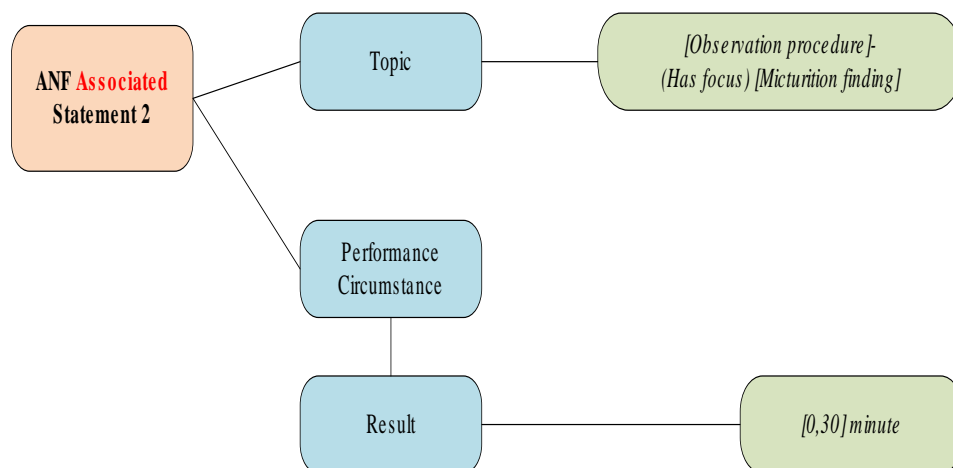 ANF Associated
Statement 2
Topic
[Observation procedure]-
(Has focus) [Micturition finding]
Performance
Circumstance
Result
[0,30] minute